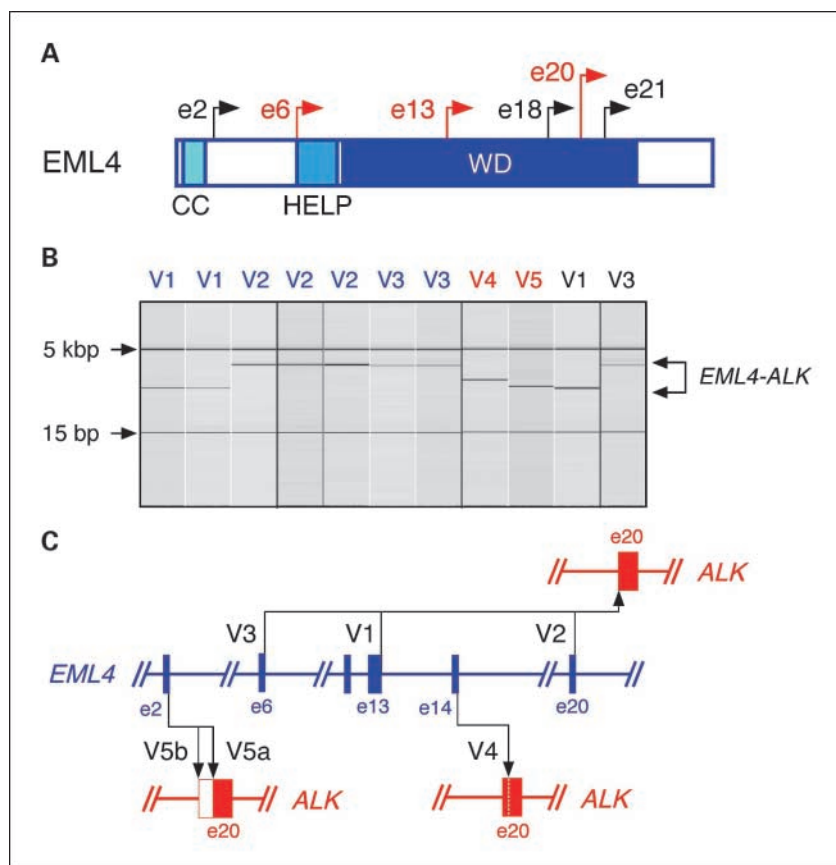 A
e2 e6 e13 e18 e20 e21
EML4
WD
CC HELP
B
V1 V1 V2 V2 V2 V3 V3 V4 V5 V1 V3
5 kbp
EML4-ALK
15 bp
C
e20
ALK
V3 V1 V2
EML4
e2 e6 e13 e14 e20
V5b V5a V4
ALK ALK
e20 e20